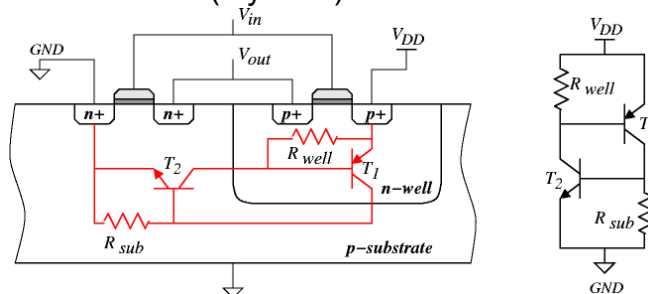 V_in
GND
V_out
V_DD
n+ n+ p+ p+
R_well
T_2
T_1
n-well
R_sub
p-substrate
V_DD
R_well
T
T_2
R_sub
GND